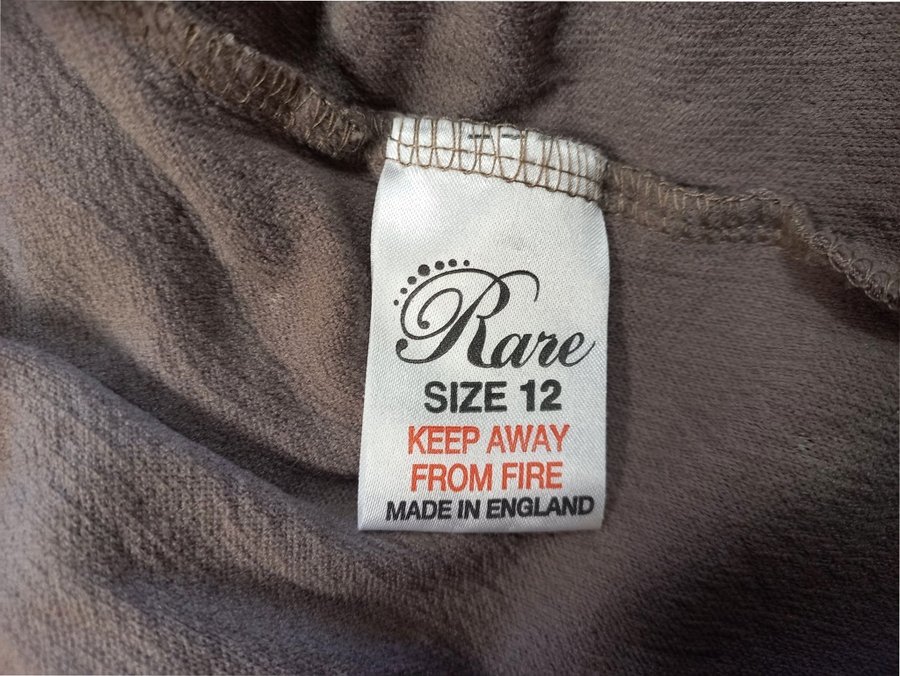 Rare
SIZE 12
KEEP AWAY
FROM FIRE
MADE IN ENGLAND